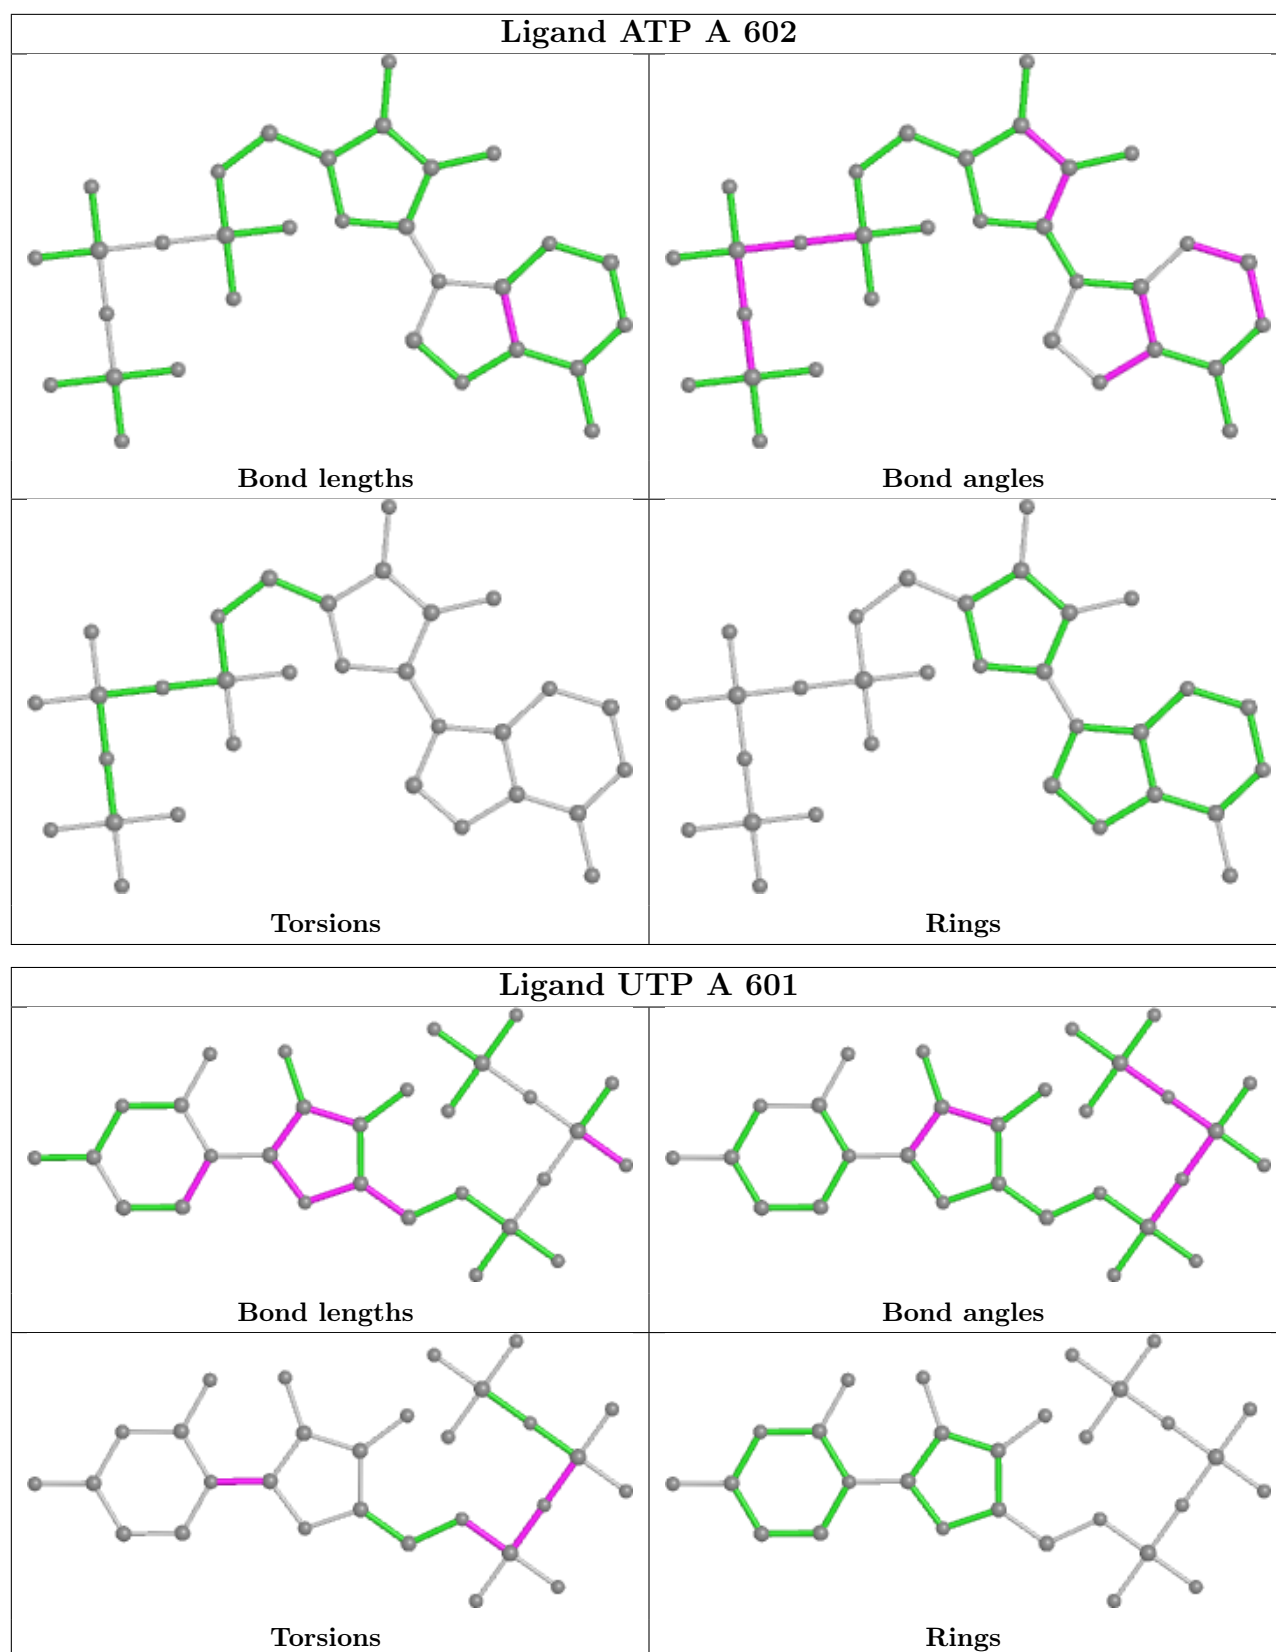 Ligand ATP A 602
Bond lengths
Bond angles
Torsions
Rings
Ligand UTP A 601
Bond lengths
Bond angles
Torsions
Rings